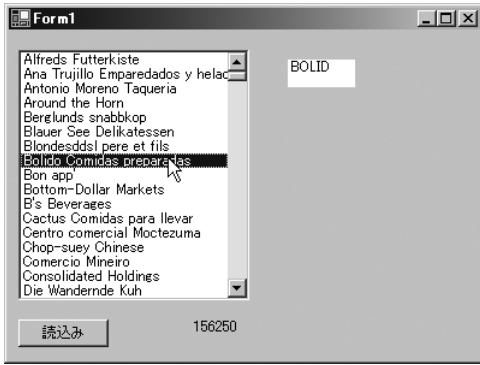 Form1
Alfreds Futterkiste
Ana Trujillo Emparedados y helac
Antonio Moreno Taqueria
Around the Horn
Berglunds snabbkop
Blauer See Delikatessen
Blondesddsl pere et fils
Bolido Comidas preparadas
Bon app'
Bottom-Dollar Markets
B's Beverages
Cactus Comidas para llevar
Centro comercial Moctezuma
Chop-suey Chinese
Comercio Mineiro
Consolidated Holdings
Die Wandernde Kuh
BOLID
読込み
156250